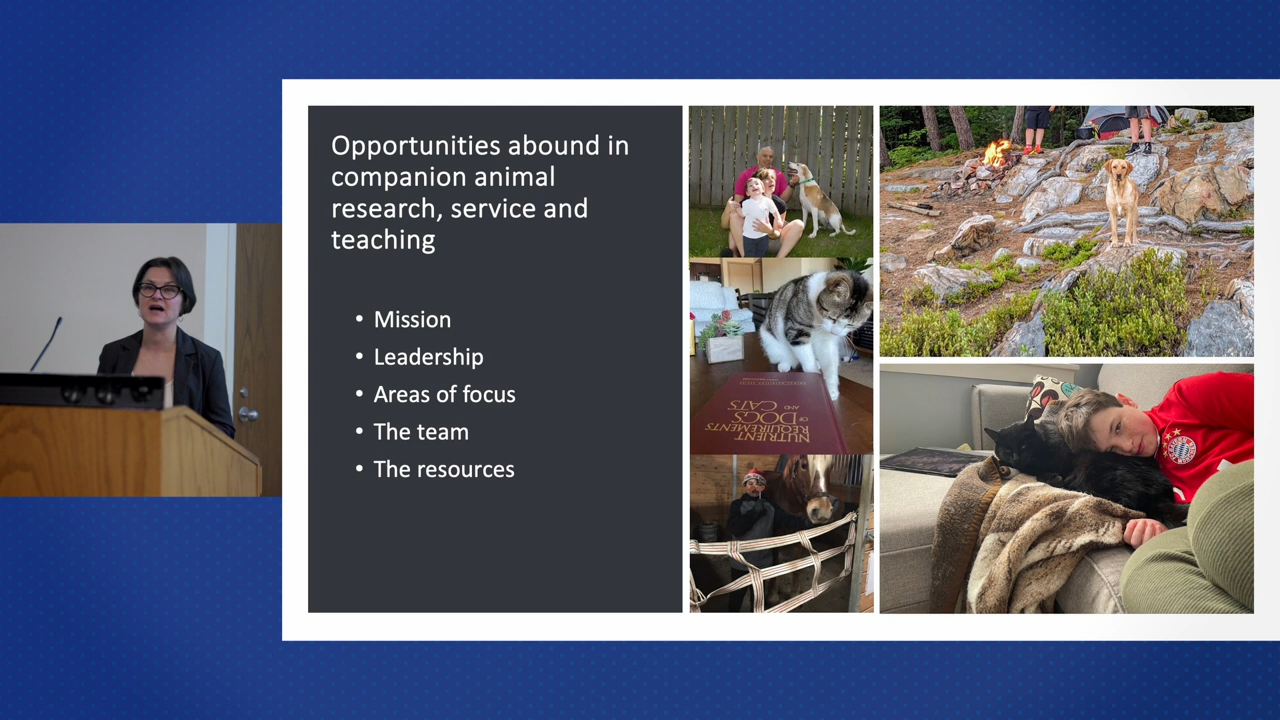 Opportunities abound in
companion animal
research, service and
teaching
• Mission
• Leadership
• Areas of focus
• The team
• The resources
NUTRIENT
REQUIREMENTS
OF DOGS
AND CATS